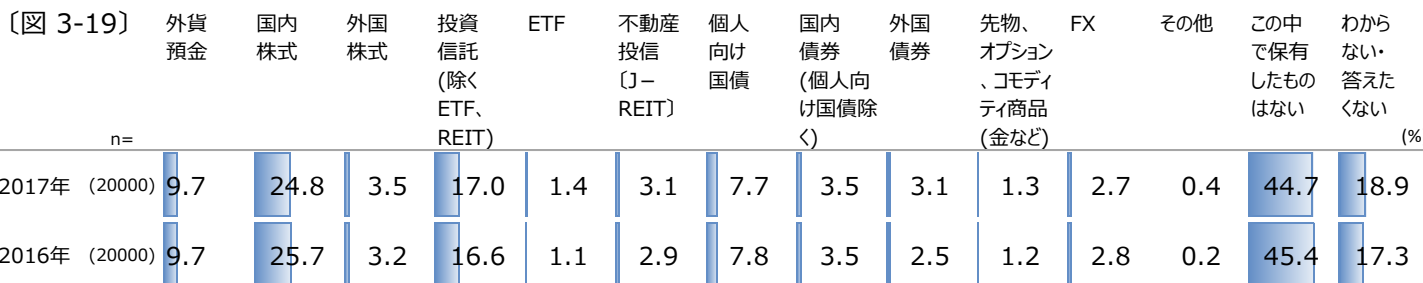 〔図 3-19〕
外貨
預金
国内
株式
外国
株式
投資
信託
(除く
ETF、
REIT)
ETF
不動産
投信
〔J－
REIT〕
個人
向け
国債
国内
債券
(個人向
け国債除
く)
外国
債券
先物、
オプション
、コモディ
ティ商品
(金など)
FX
その他
この中
で保有
したもの
はない
わから
ない・
答えた
くない
n=
(%
2017年 (20000) 9.7 24.8 3.5 17.0 1.4 3.1 7.7 3.5 3.1 1.3 2.7 0.4 44.7 18.9
2016年 (20000) 9.7 25.7 3.2 16.6 1.1 2.9 7.8 3.5 2.5 1.2 2.8 0.2 45.4 17.3